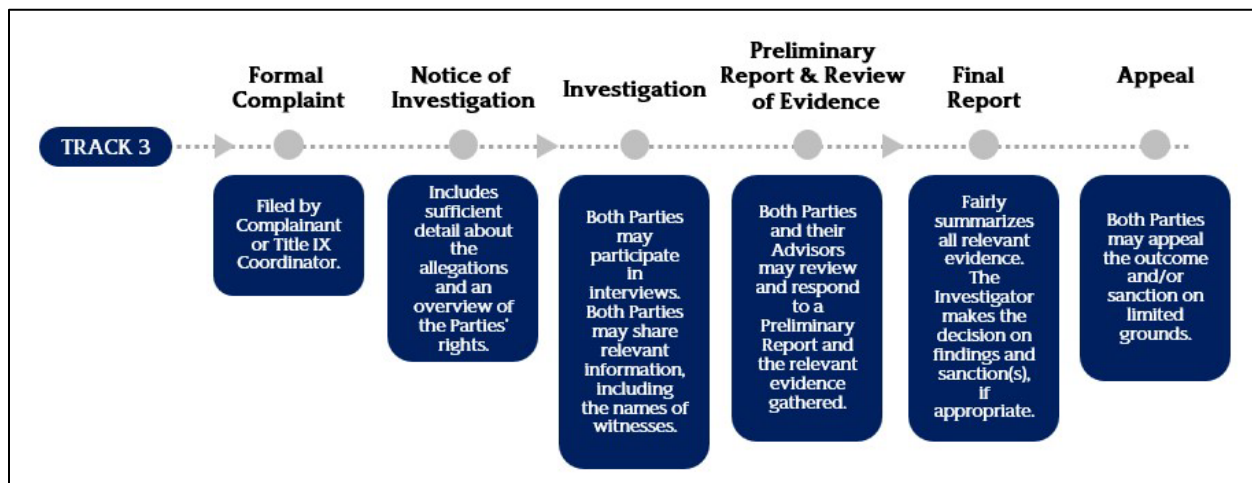 TRACK 3
Formal
Complaint
Filed by
Complainant
or Title IX
Coordinator.
Notice of
Investigation
Includes
sufficient
detail about
the
allegations
and an
overview of
the Parties'
rights.
Investigation
Both Parties
may
participate
in
interviews.
Both Parties
may share
relevant
information,
including
the names of
witnesses.
Preliminary
Report & Review
of Evidence
Both Parties
and their
Advisors
may review
and respond
to a
Preliminary
Report and
the relevant
evidence
gathered.
Final
Report
Fairly
summarizes
all relevant
evidence.
The
Investigator
makes the
decision on
findings and
sanction(s),
if
appropriate.
Appeal
Both Parties
may appeal
the outcome
and/or
sanction on
limited
grounds.